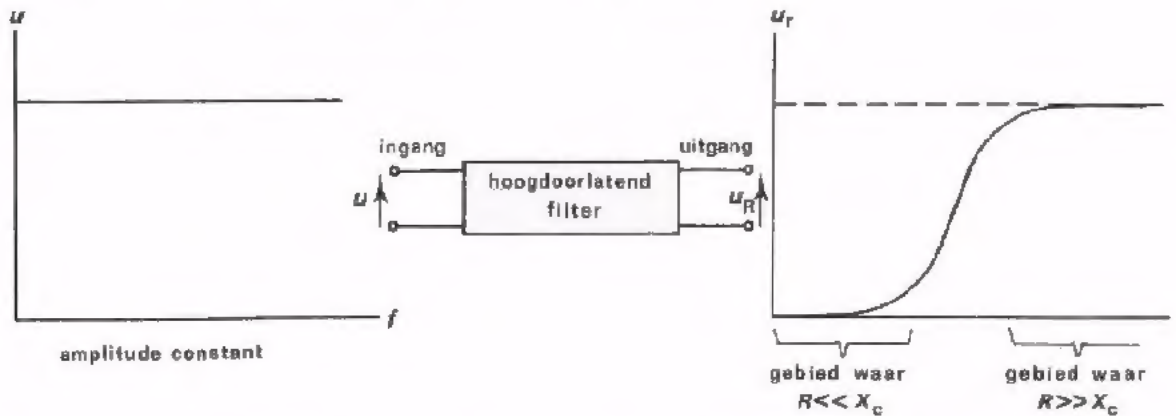 u
f
amplitude constant
ingang
u
hoogdoorlatend
filter
uitgang
u_R
u_r
gebied waar
R<< X_c
gebied waar
R>> X_c